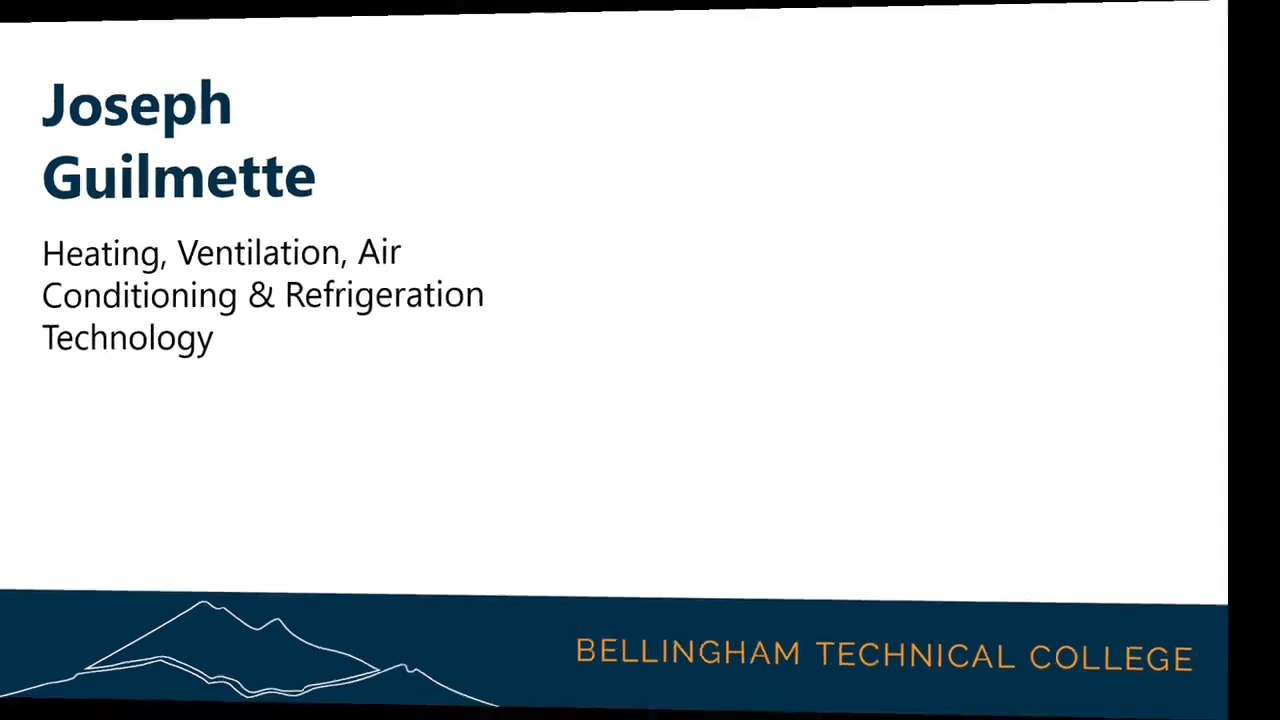 Joseph
Guilmette
Heating, Ventilation, Air
Conditioning & Refrigeration
Technology
BELLINGHAM TECHNICAL COLLEGE